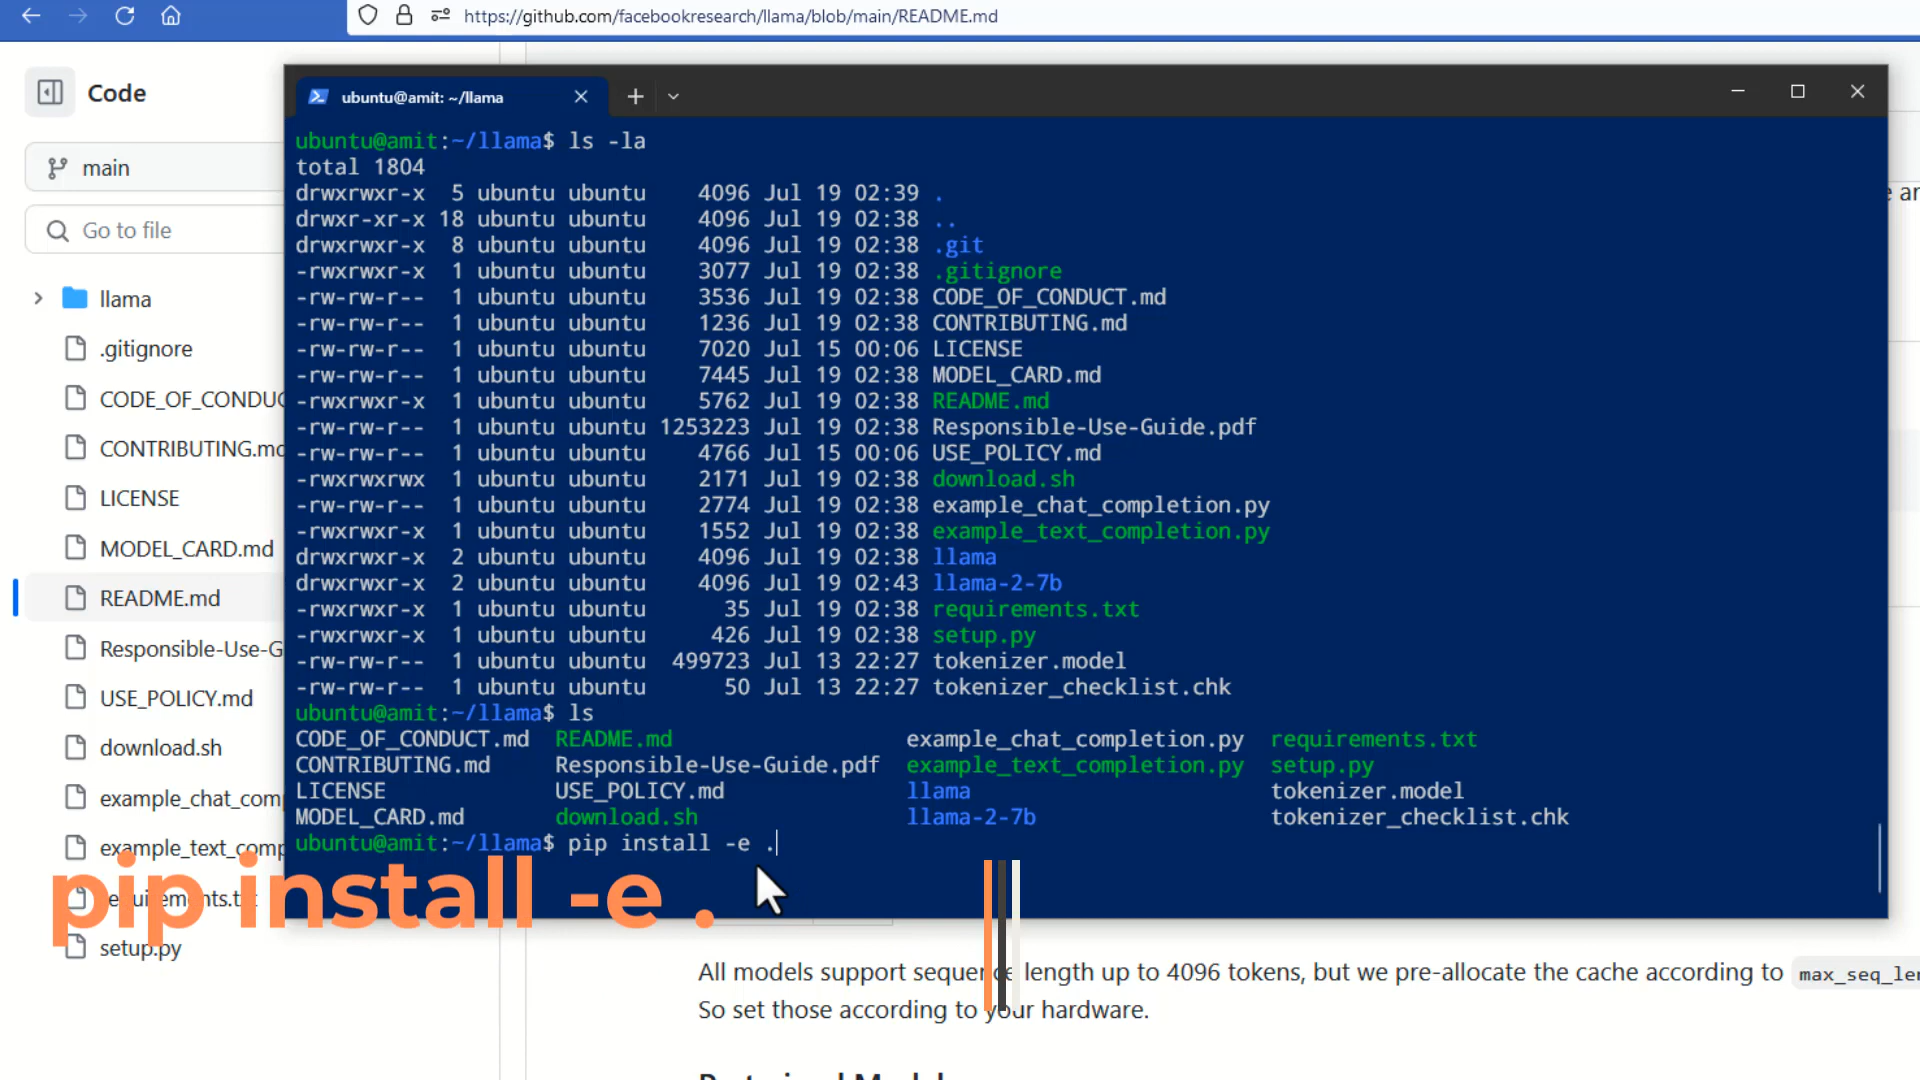 https://github.com/facebookresearch/llama/blob/main/README.md
Code
main
Go to file
llama
.gitignore
CODE_OF_CONDUC
CONTRIBUTING.md
LICENSE
MODEL_CARD.md
README.md
Responsible-Use-G
USE_POLICY.md
download.sh
example_chat_comp
example_text_comp
setup.py
ubuntu@amit: ~/llama
ubuntu@amit:~/llama$ ls -la
total 1804
drwxrwxr-x 5 ubuntu ubuntu 4096 Jul 19 02:39 .
drwxr-xr-x 18 ubuntu ubuntu 4096 Jul 19 02:38 ..
drwxrwxr-x 8 ubuntu ubuntu 4096 Jul 19 02:38 .git
-rwxrwxr-x 1 ubuntu ubuntu 3077 Jul 19 02:38 .gitignore
-rw-rw-r-- 1 ubuntu ubuntu 3536 Jul 19 02:38 CODE_OF_CONDUCT.md
-rw-rw-r-- 1 ubuntu ubuntu 1236 Jul 19 02:38 CONTRIBUTING.md
-rw-rw-r-- 1 ubuntu ubuntu 7020 Jul 15 00:06 LICENSE
-rw-rw-r-- 1 ubuntu ubuntu 7445 Jul 19 02:38 MODEL_CARD.md
-rwxrwxr-x 1 ubuntu ubuntu 5762 Jul 19 02:38 README.md
-rw-rw-r-- 1 ubuntu ubuntu 1253223 Jul 19 02:38 Responsible-Use-Guide.pdf
-rw-rw-r-- 1 ubuntu ubuntu 4766 Jul 15 00:06 USE_POLICY.md
-rwxrwxrwx 1 ubuntu ubuntu 2171 Jul 19 02:38 download.sh
-rw-rw-r-- 1 ubuntu ubuntu 2774 Jul 19 02:38 example_chat_completion.py
-rwxrwxr-x 1 ubuntu ubuntu 1552 Jul 19 02:38 example_text_completion.py
drwxrwxr-x 2 ubuntu ubuntu 4096 Jul 19 02:38 llama
drwxrwxr-x 2 ubuntu ubuntu 4096 Jul 19 02:43 llama-2-7b
-rwxrwxr-x 1 ubuntu ubuntu 35 Jul 19 02:38 requirements.txt
-rwxrwxr-x 1 ubuntu ubuntu 426 Jul 19 02:38 setup.py
-rw-rw-r-- 1 ubuntu ubuntu 499723 Jul 13 22:27 tokenizer.model
-rw-rw-r-- 1 ubuntu ubuntu 50 Jul 13 22:27 tokenizer_checklist.chk
ubuntu@amit:~/llama$ ls
CODE_OF_CONDUCT.md README.md example_chat_completion.py requirements.txt
CONTRIBUTING.md Responsible-Use-Guide.pdf example_text_completion.py setup.py
LICENSE USE_POLICY.md llama tokenizer.model
MODEL_CARD.md download.sh llama-2-7b tokenizer_checklist.chk
ubuntu@amit:~/llama$ pip install -e .
pip install -e .
All models support sequence length up to 4096 tokens, but we pre-allocate the cache according to max_seq_len
So set those according to your hardware.